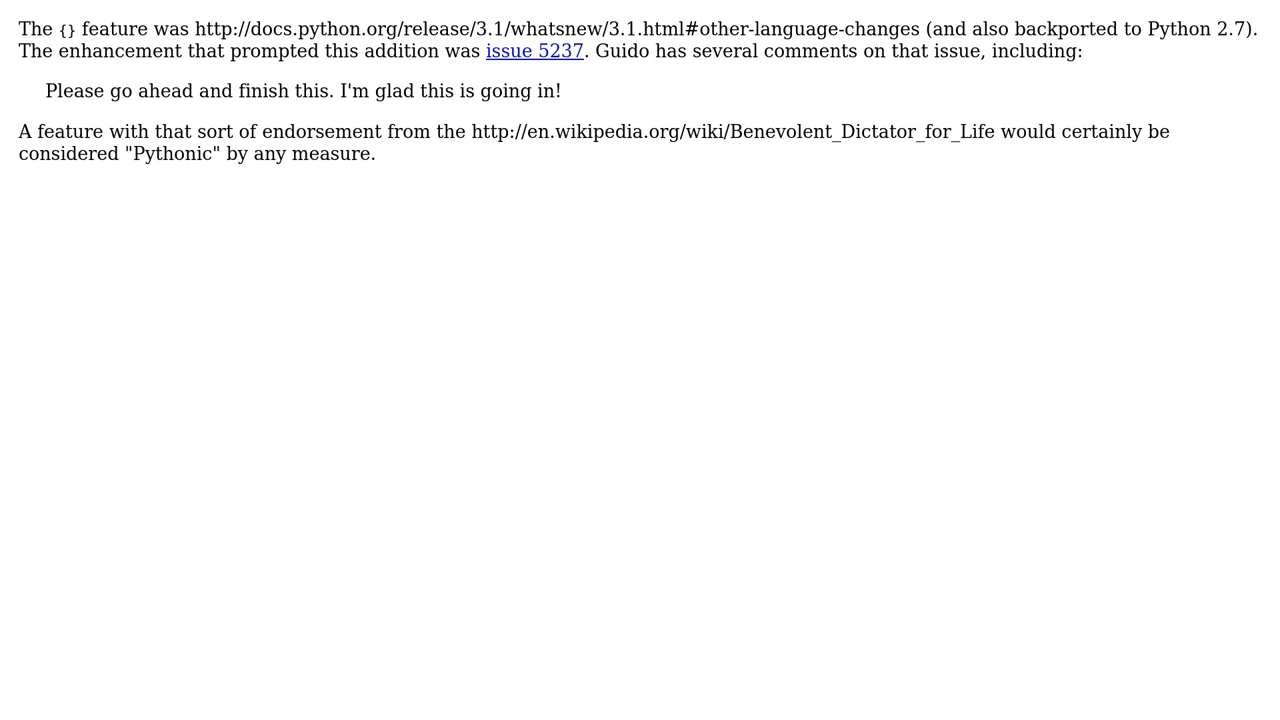 The {} feature was http://docs.python.org/release/3.1/whatsnew/3.1.html#other-language-changes (and also backported to Python 2.7).
The enhancement that prompted this addition was issue 5237. Guido has several comments on that issue, including:
Please go ahead and finish this. I'm glad this is going in!
A feature with that sort of endorsement from the http://en.wikipedia.org/wiki/Benevolent_Dictator_for_Life would certainly be
considered "Pythonic" by any measure.